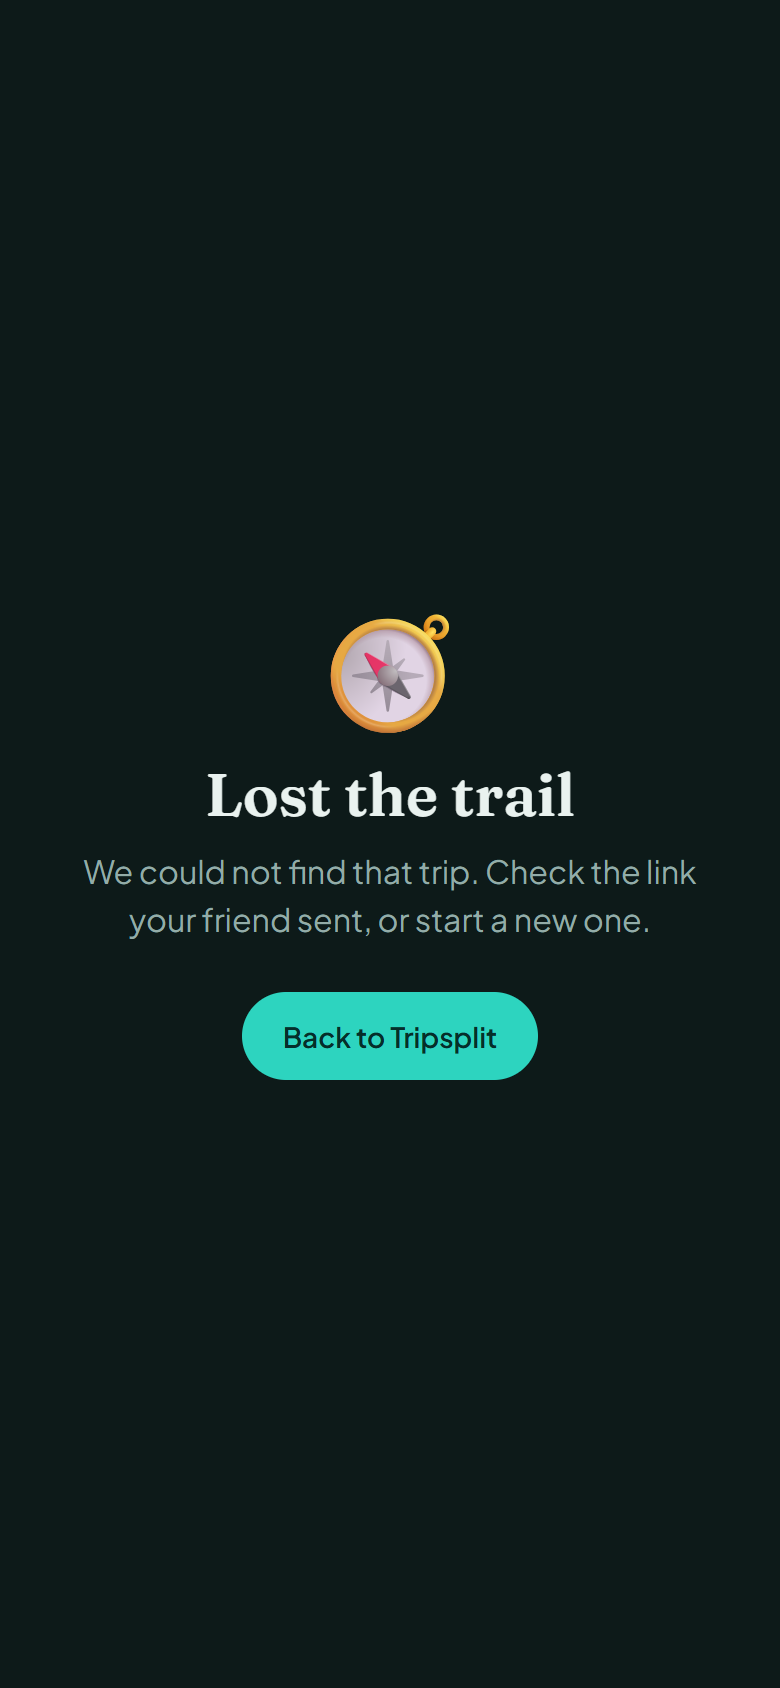 Lost the trail
We could not find that trip. Check the link
your friend sent, or start a new one.
Back to Tripsplit